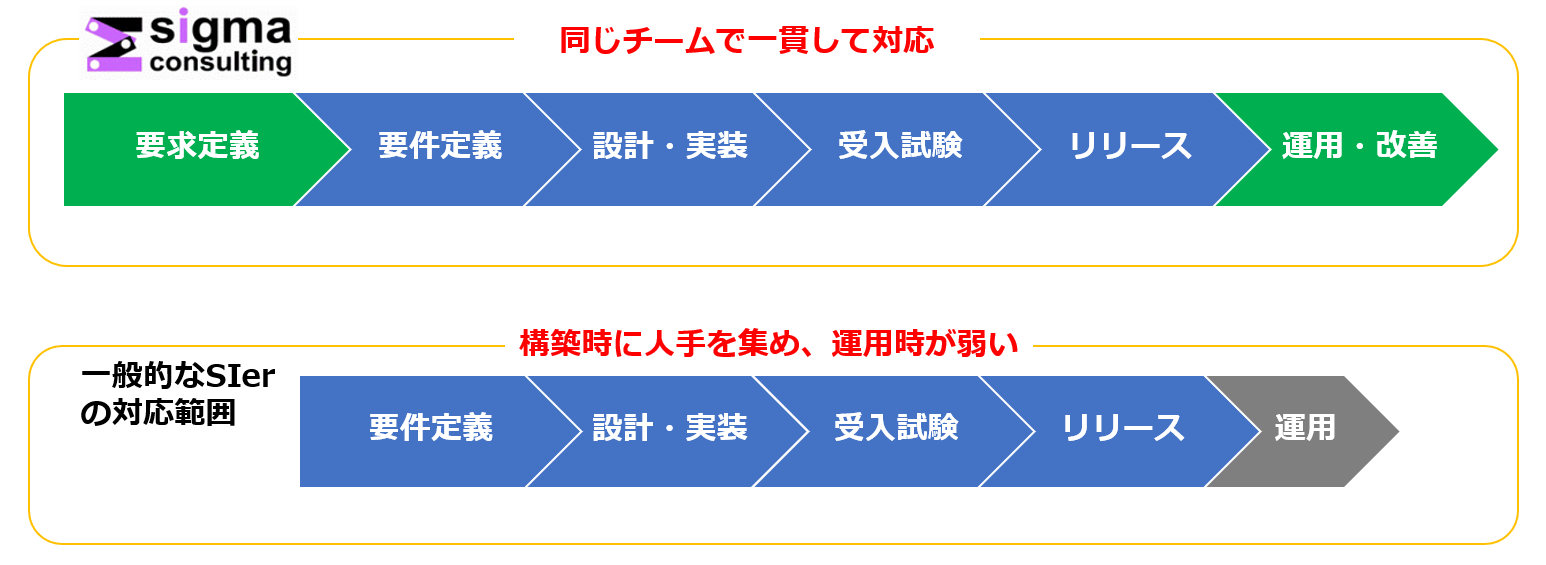 sigma
consulting
同じチームで一貫して対応
要求定義
要件定義
設計・実装
受入試験
リリース
運用・改善
構築時に人手を集め、運用時が弱い
一般的なSIer
の対応範囲
要件定義
設計・実装
受入試験
リリース
運用